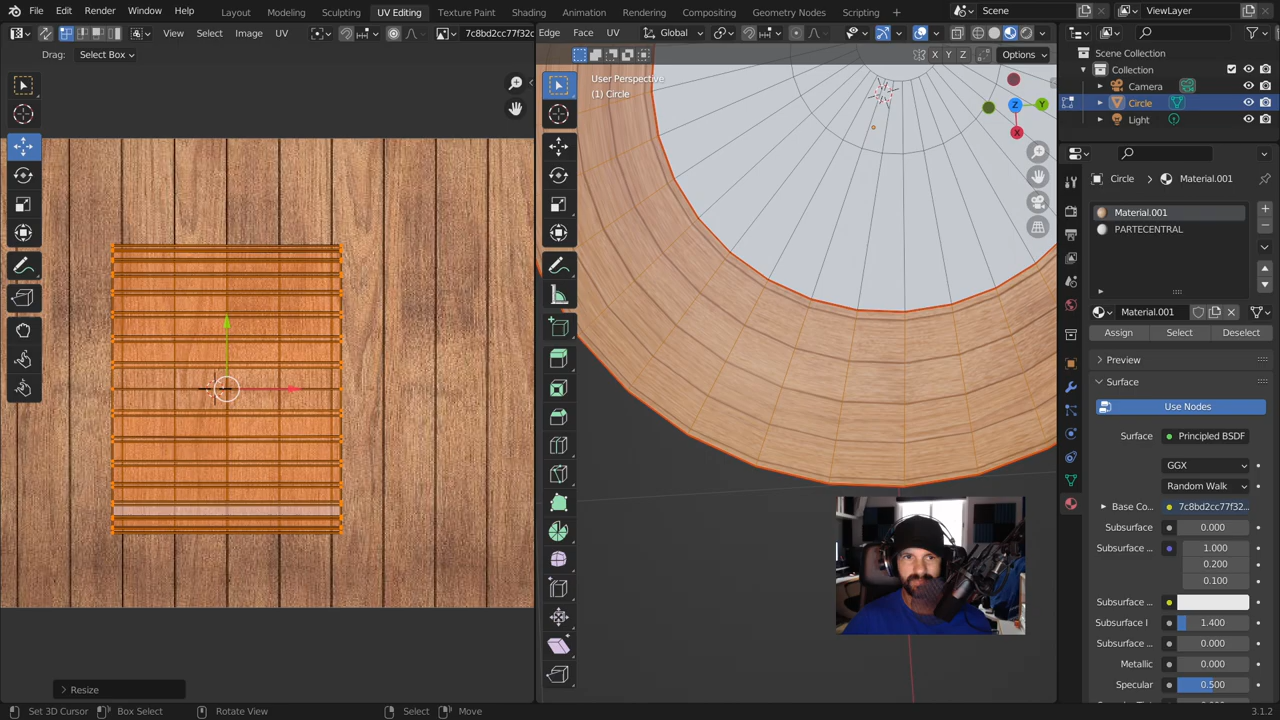 File Edit Render Window Help Layout Modeling Sculpting UV Editing Texture Paint Shading Animation Rendering Compositing Geometry Nodes Scripting Scene ViewLayer
View Select Image UV 7c8bd2cc77f32 Edge Face UV Global
Drag: Select Box X Y Z Options
User Perspective
(1) Circle
Z Y X
Scene Collection
Collection
Camera
Circle
Light
Circle Material.001
Material.001
PARTECENTRAL
Material.001
Assign Select Deselect
Preview
Surface
Use Nodes
Surface Principled BSDF
GGX
Random Walk
Base Co... 7c8bd2cc77f32...
Subsurface 0.000
Subsurface ... 1.000
0.200
0.100
Subsurface ...
Subsurface I 1.400
Subsurface ... 0.000
Metallic 0.000
Specular 0.500
Resize
Set 3D Cursor Box Select Rotate View Select Move 3.1.2